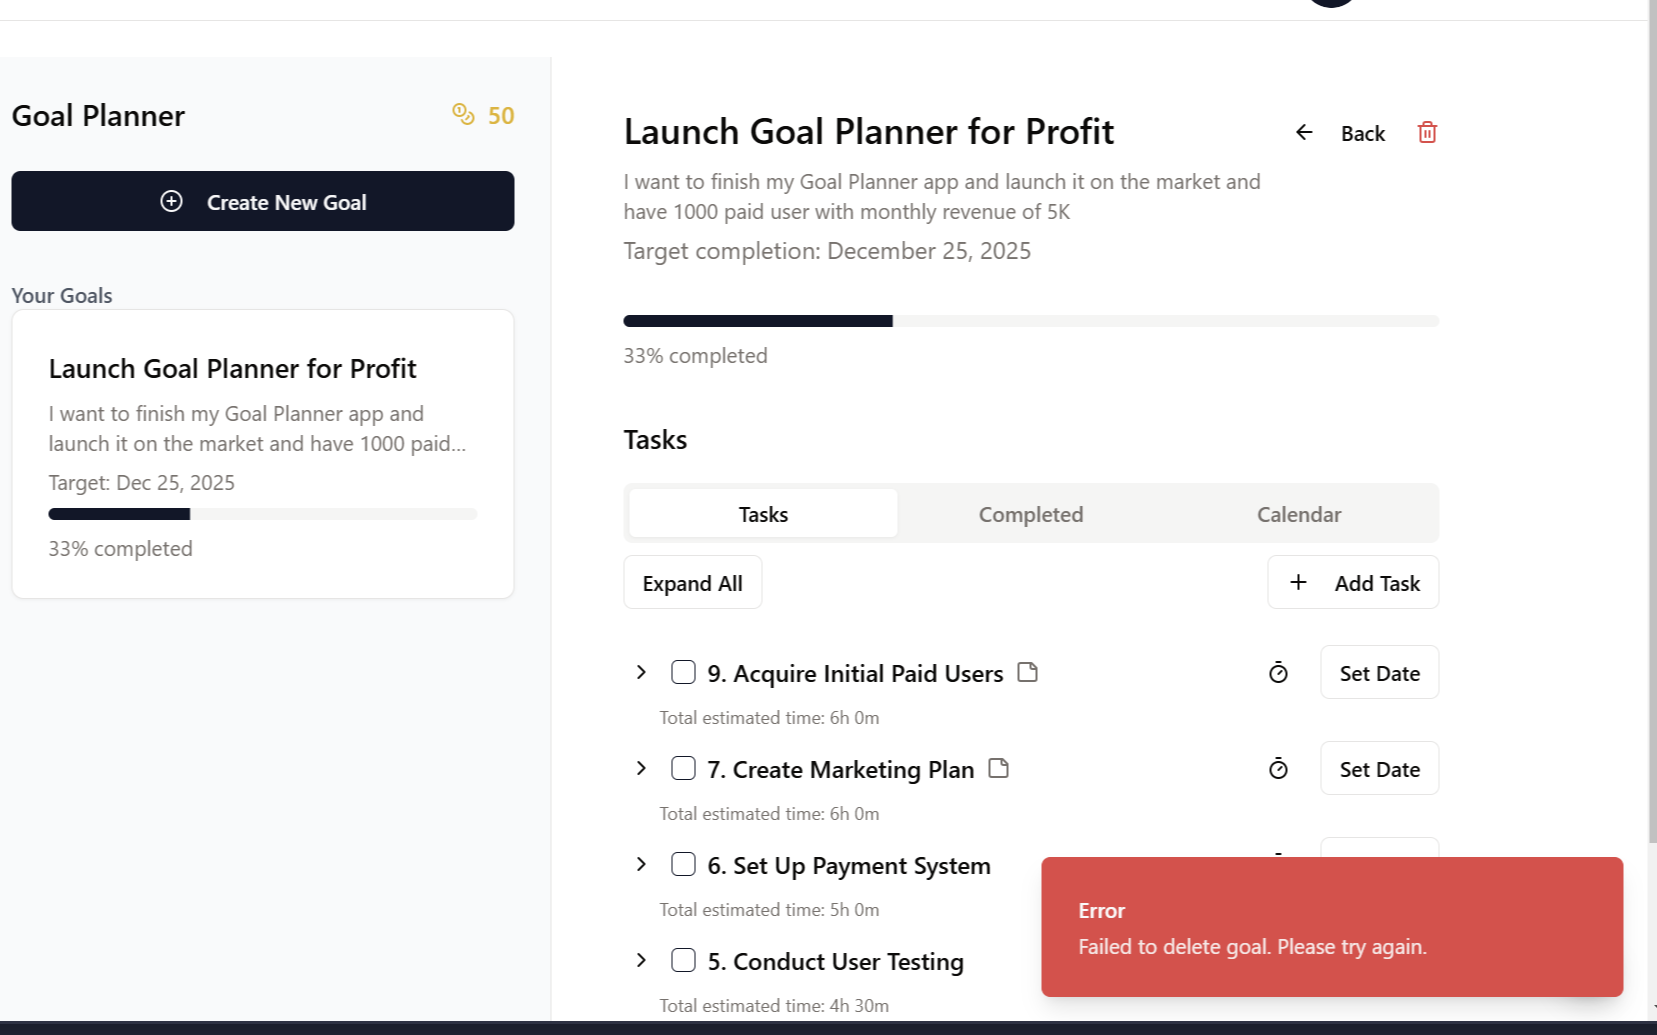 Goal Planner
50
Create New Goal
Your Goals
Launch Goal Planner for Profit
I want to finish my Goal Planner app and
launch it on the market and have 1000 paid...
Target: Dec 25, 2025
33% completed
Launch Goal Planner for Profit
Back
I want to finish my Goal Planner app and launch it on the market and
have 1000 paid user with monthly revenue of 5K
Target completion: December 25, 2025
33% completed
Tasks
Tasks
Completed
Calendar
Expand All
Add Task
9. Acquire Initial Paid Users
Set Date
Total estimated time: 6h 0m
7. Create Marketing Plan
Set Date
Total estimated time: 6h 0m
6. Set Up Payment System
Total estimated time: 5h 0m
5. Conduct User Testing
Total estimated time: 4h 30m
Error
Failed to delete goal. Please try again.